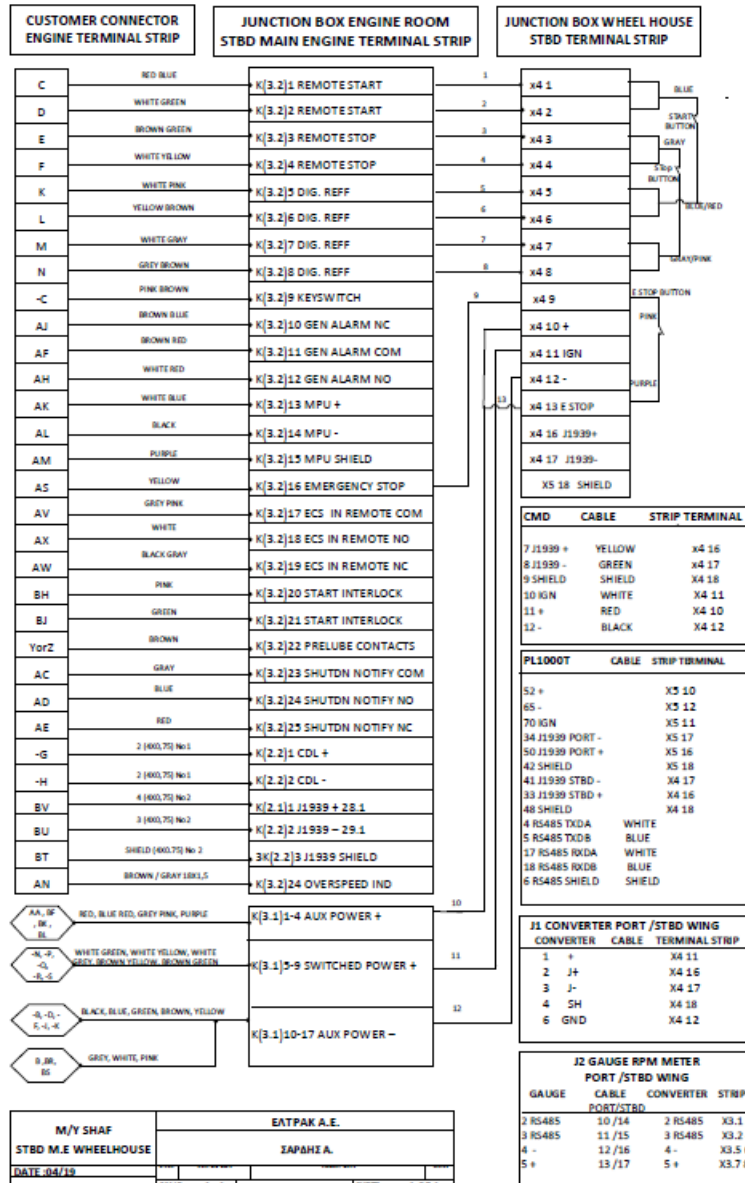 CUSTOMER CONNECTOR
ENGINE TERMINAL STRIP
JUNCTION BOX ENGINE ROOM
STBD MAIN ENGINE TERMINAL STRIP
JUNCTION BOX WHEEL HOUSE
STBD TERMINAL STRIP
C RED BLUE K(3.2)1 REMOTE START 1 x4 1
D WHITE GREEN K(3.2)2 REMOTE START 2 x4 2
E BROWN GREEN K(3.2)3 REMOTE STOP 3 x4 3
F WHITE YELLOW K(3.2)4 REMOTE STOP 4 x4 4
K WHITE PINK K(3.2)5 DIG. REFF 5 x4 5
L YELLOW BROWN K(3.2)6 DIG. REFF 6 x4 6
M WHITE GRAY K(3.2)7 DIG. REFF 7 x4 7
N GREY BROWN K(3.2)8 DIG. REFF 8 x4 8
-C PINK BROWN K(3.2)9 KEYSWITCH 9 x4 9
AJ BROWN BLUE K(3.2)10 GEN ALARM NC x4 10 +
AF BROWN RED K(3.2)11 GEN ALARM COM x4 11 IGN
AH WHITE RED K(3.2)12 GEN ALARM NO x4 12 -
AK WHITE BLUE K(3.2)13 MPU + 13 x4 13 E STOP
AL BLACK K(3.2)14 MPU - x4 16 J1939+
AM PURPLE K(3.2)15 MPU SHIELD x4 17 J1939-
AS YELLOW K(3.2)16 EMERGENCY STOP X5 18 SHIELD
AV GREY PINK K(3.2)17 ECS IN REMOTE COM
AX WHITE K(3.2)18 ECS IN REMOTE NO
AW BLACK GRAY K(3.2)19 ECS IN REMOTE NC
BH PINK K(3.2)20 START INTERLOCK
BJ GREEN K(3.2)21 START INTERLOCK
YorZ BROWN K(3.2)22 PRELUBE CONTACTS
AC GRAY K(3.2)23 SHUTDN NOTIFY COM
AD BLUE K(3.2)24 SHUTDN NOTIFY NO
AE RED K(3.2)25 SHUTDN NOTIFY NC
-G 2 (4X0,75) No1 K(2.2)1 CDL +
-H 2 (4X0,75) No1 K(2.2)2 CDL -
BV 4 (4X0,75) No2 K(2.1)1 J1939 + 28.1
BU 3 (4X0,75) No2 K(2.2)2 J1939 – 29.1
BT SHIELD (4X0.75) No 2 3K(2.2)3 J1939 SHIELD
AN BROWN / GRAY 18X1,5 K(3.2)24 OVERSPEED IND
AA, BF, BK, BL RED, BLUE RED, GREY PINK, PURPLE K(3.1)1-4 AUX POWER + 10
-N, -P, -Q, -R, -S WHITE GREEN, WHITE YELLOW, WHITE GREY, BROWN YELLOW, BROWN GREEN K(3.1)5-9 SWITCHED POWER + 11
-B, -D, -F, -J, -K BLACK, BLUE, GREEN, BROWN, YELLOW K(3.1)10-17 AUX POWER – 12
B, BR, BS GREY, WHITE, PINK
BLUE
START BUTTON
GRAY
STOP BUTTON
BLUE/RED
GRAY/PINK
E STOP BUTTON
PINK
PURPLE
CMD CABLE STRIP TERMINAL
7 J1939 + YELLOW x4 16
8 J1939 - GREEN x4 17
9 SHIELD SHIELD X4 18
10 IGN WHITE X4 11
11 + RED X4 10
12 - BLACK X4 12
PL1000T CABLE STRIP TERMINAL
52 + X5 10
65 - X5 12
70 IGN X5 11
34 J1939 PORT - X5 17
50 J1939 PORT + X5 16
42 SHIELD X5 18
41 J1939 STBD - X4 17
33 J1939 STBD + X4 16
48 SHIELD X4 18
4 RS485 TXDA WHITE
5 RS485 TXDB BLUE
17 RS485 RXDA WHITE
18 RS485 RXDB BLUE
6 RS485 SHIELD SHIELD
J1 CONVERTER PORT /STBD WING
CONVERTER CABLE TERMINAL STRIP
1 + X4 11
2 J+ X4 16
3 J- X4 17
4 SH X4 18
6 GND X4 12
J2 GAUGE RPM METER
PORT /STBD WING
GAUGE CABLE CONVERTER STRIP
PORT/STBD
2 RS485 10 /14 2 RS485 X3.1
3 RS485 11 /15 3 RS485 X3.2
4 - 12 /16 4 - X3.5
5 + 13 /17 5 + X3.7
M/Y SHAF
STBD M.E WHEELHOUSE
DATE :04/19
ΕΛΤΡΑΚ Α.Ε.
ΣΑΡΔΗΣ Α.